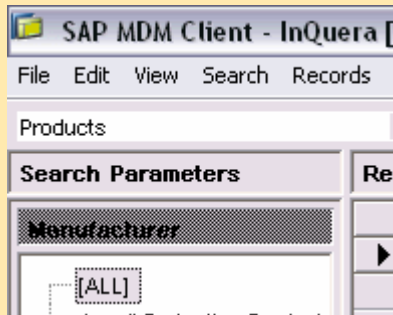 SAP MDM Client - InQuera [
File Edit View Search Records
Products
Search Parameters Re
Manufacturer
[ALL]